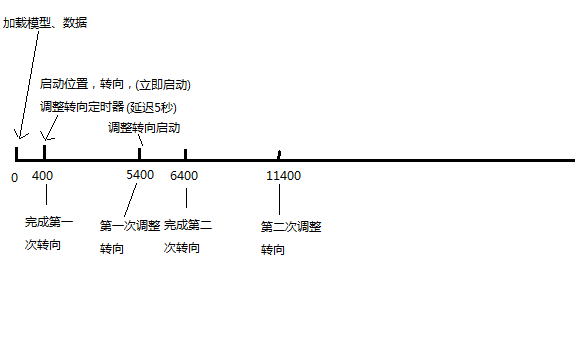 加载模型、数据
启动位置，转向，(立即启动)
调整转向定时器(延迟5秒)
调整转向启动
0
400
5400
6400
11400
完成第一
次转向
第一次调整
转向
完成第二
次转向
第二次调整
转向